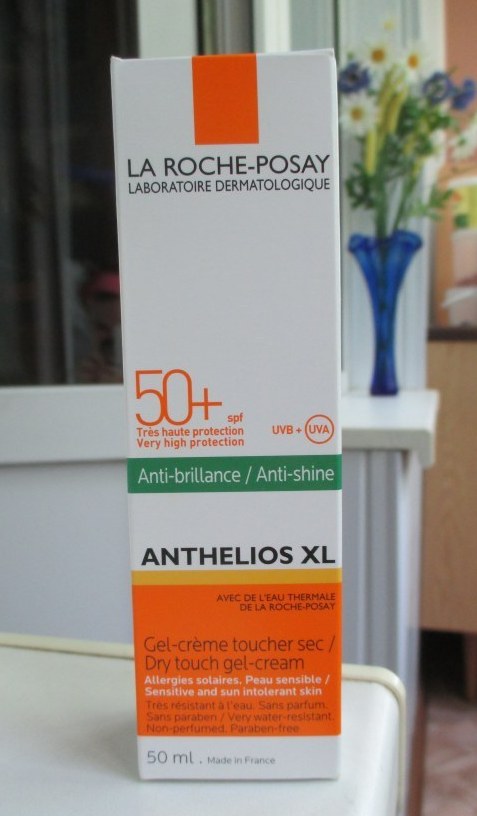 LA ROCHE-POSAY
LABORATOIRE DERMATOLOGIQUE
50+ spf
Très haute protection
Very high protection
UVB + UVA
Anti-brillance / Anti-shine
ANTHELIOS XL
AVEC DE L'EAU THERMALE
DE LA ROCHE-POSAY
Gel-crème toucher sec /
Dry touch gel-cream
Allergies solaires, Peau sensible /
Sensitive and sun intolerant skin
Très résistant à l'eau. Sans parfum.
Sans paraben / Very water-resistant.
Non-perfumed, Paraben-free
50 ml . Made in France